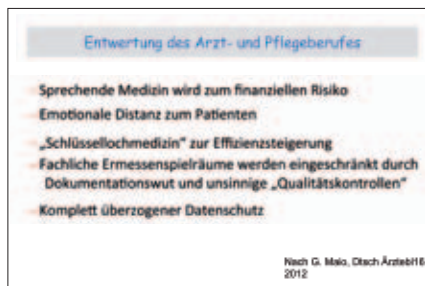 Entwertung des Arzt- und Pflegeberufes
Sprechende Medizin wird zum finanziellen Risiko
Emotionale Distanz zum Patienten
„Schlüssellochmedizin“ zur Effizienzsteigerung
Fachliche Ermessenspielräume werden eingeschränkt durch
Dokumentationswut und unsinnige „Qualitätskontrollen“
Komplett überzogener Datenschutz
Nach G. Maio, Dtsch Ärztebl16
2012